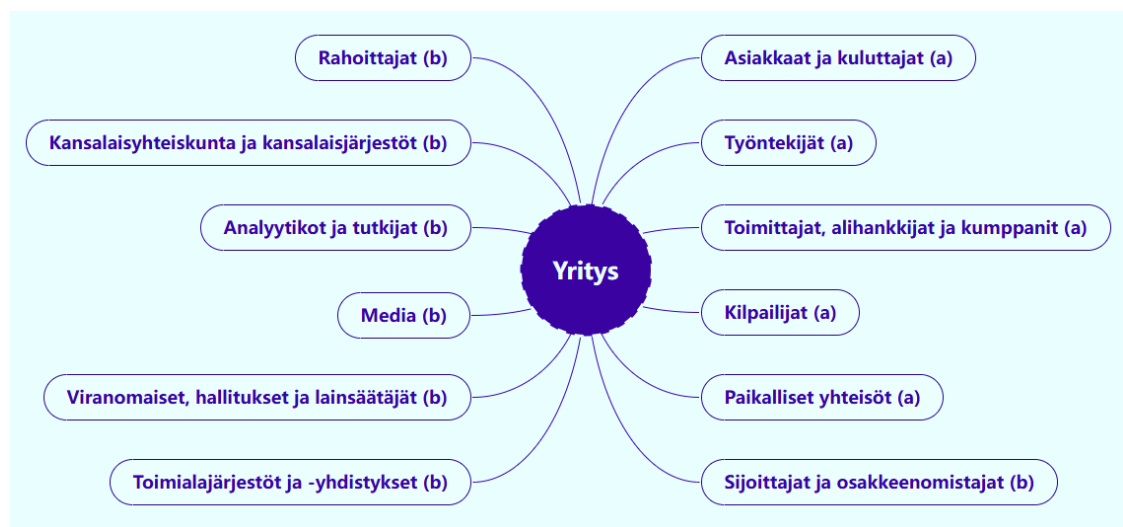 Rahoittajat (b)
Kansalaisyhteiskunta ja kansalaisjärjestöt (b)
Analyytikot ja tutkijat (b)
Media (b)
Viranomaiset, hallitukset ja lainsäätäjät (b)
Toimialajärjestöt ja -yhdistykset (b)
Yritys
Asiakkaat ja kuluttajat (a)
Työntekijät (a)
Toimittajat, alihankkijat ja kumppanit (a)
Kilpailijat (a)
Paikalliset yhteisöt (a)
Sijoittajat ja osakkeenomistajat (b)